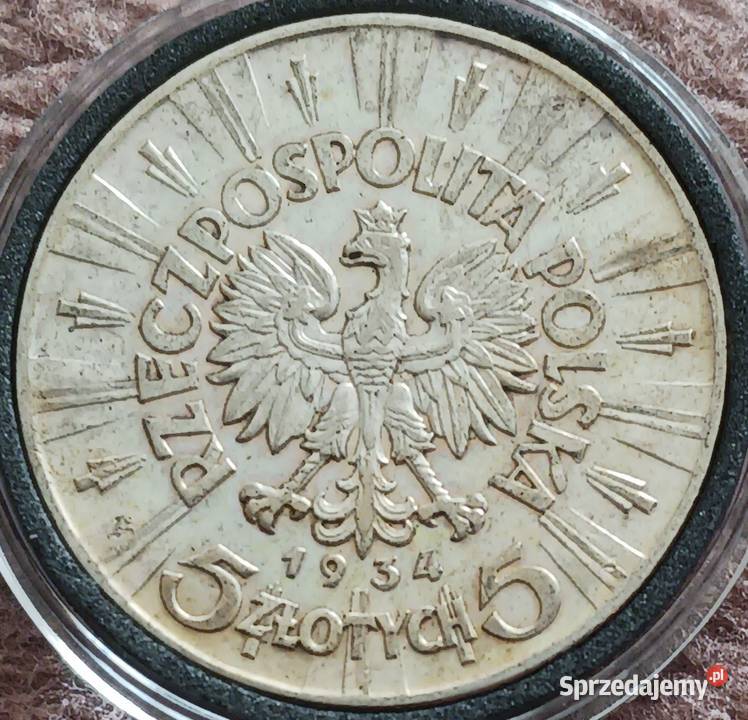 RZECZPOSPOLITA POLSKA
1934
5 ZŁOTYCH 5
Sprzedajemy.pl